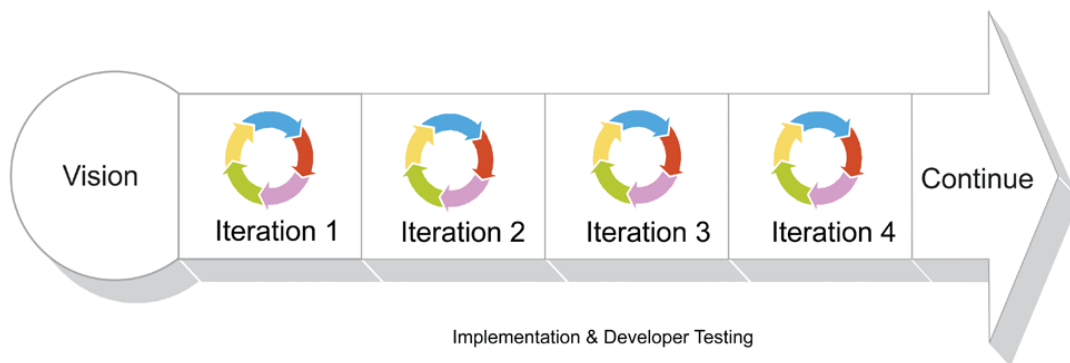 Vision
Iteration 1
Iteration 2
Iteration 3
Iteration 4
Continue
Implementation & Developer Testing